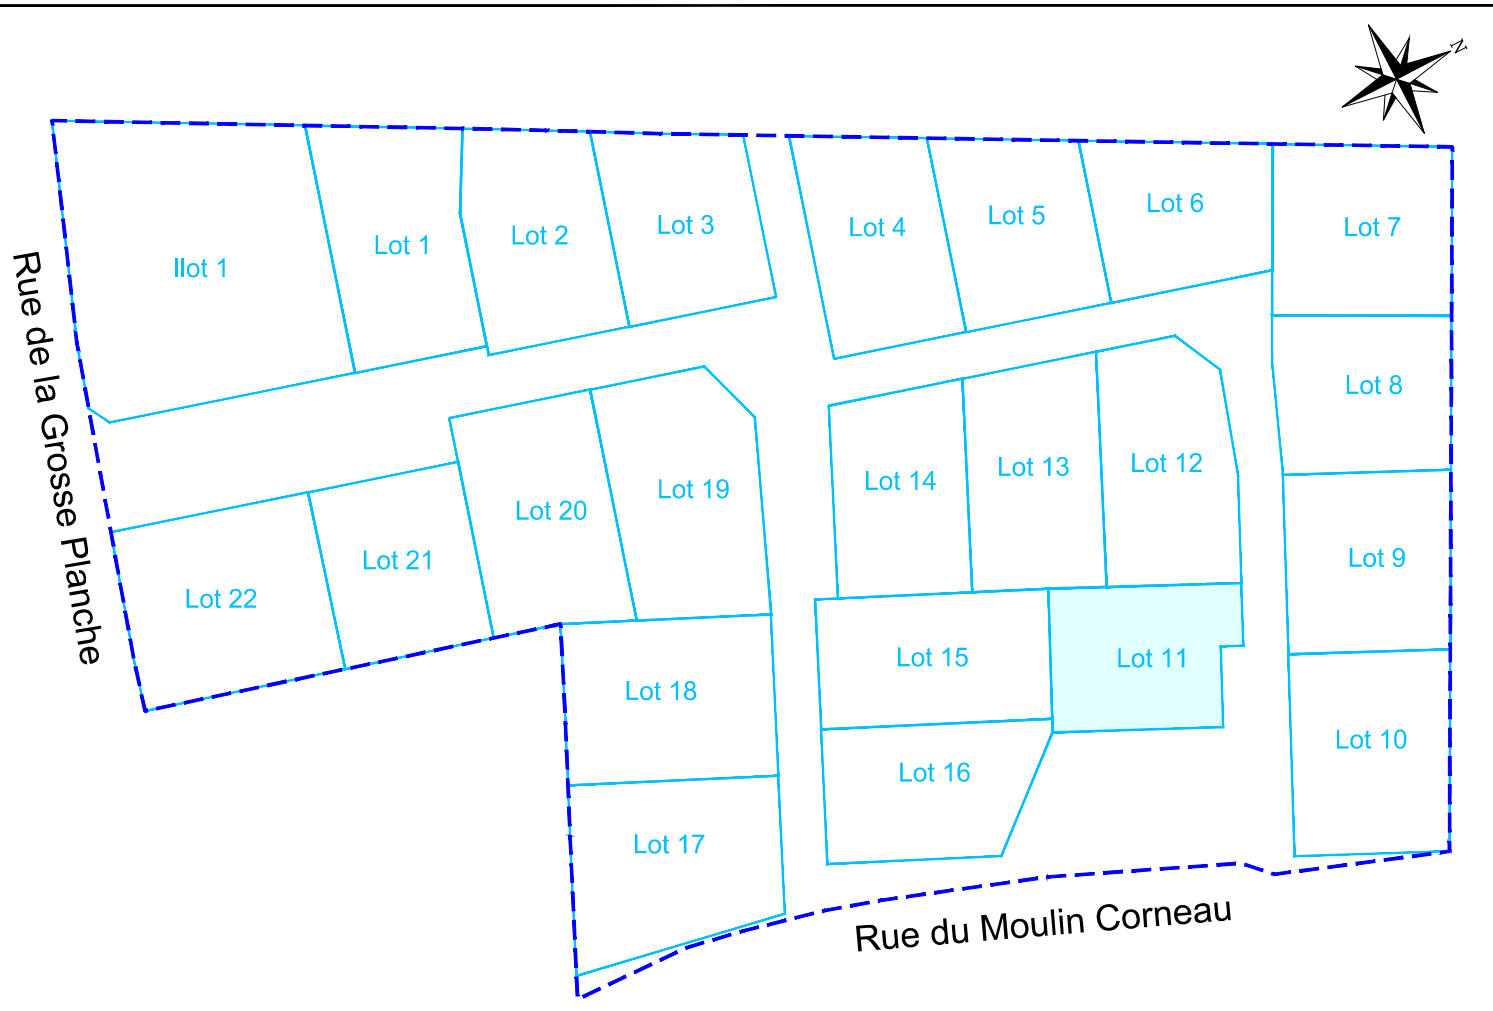 N
Lot 6
Lot 5
Lot 4
Lot 3
Lot 7
Lot 2
Lot 1
Ilot 1
Rue de la Grosse Planche
Lot 8
Lot 12
Lot 13
Lot 14
Lot 19
Lot 20
Lot 21
Lot 9
Lot 22
Lot 15
Lot 11
Lot 18
Lot 10
Lot 16
Lot 17
Rue du Moulin Corneau